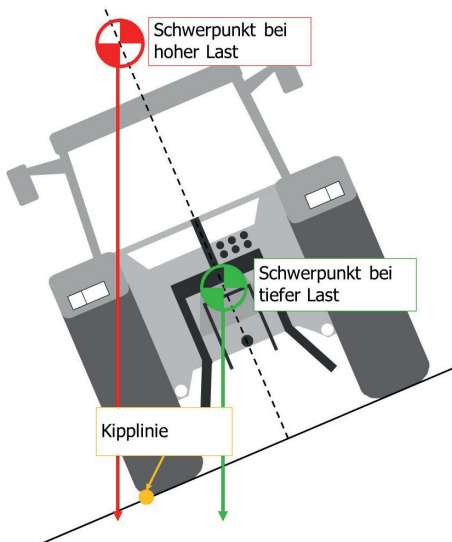 Schwerpunkt bei
hoher Last
Schwerpunkt bei
tiefer Last
Kipplinie